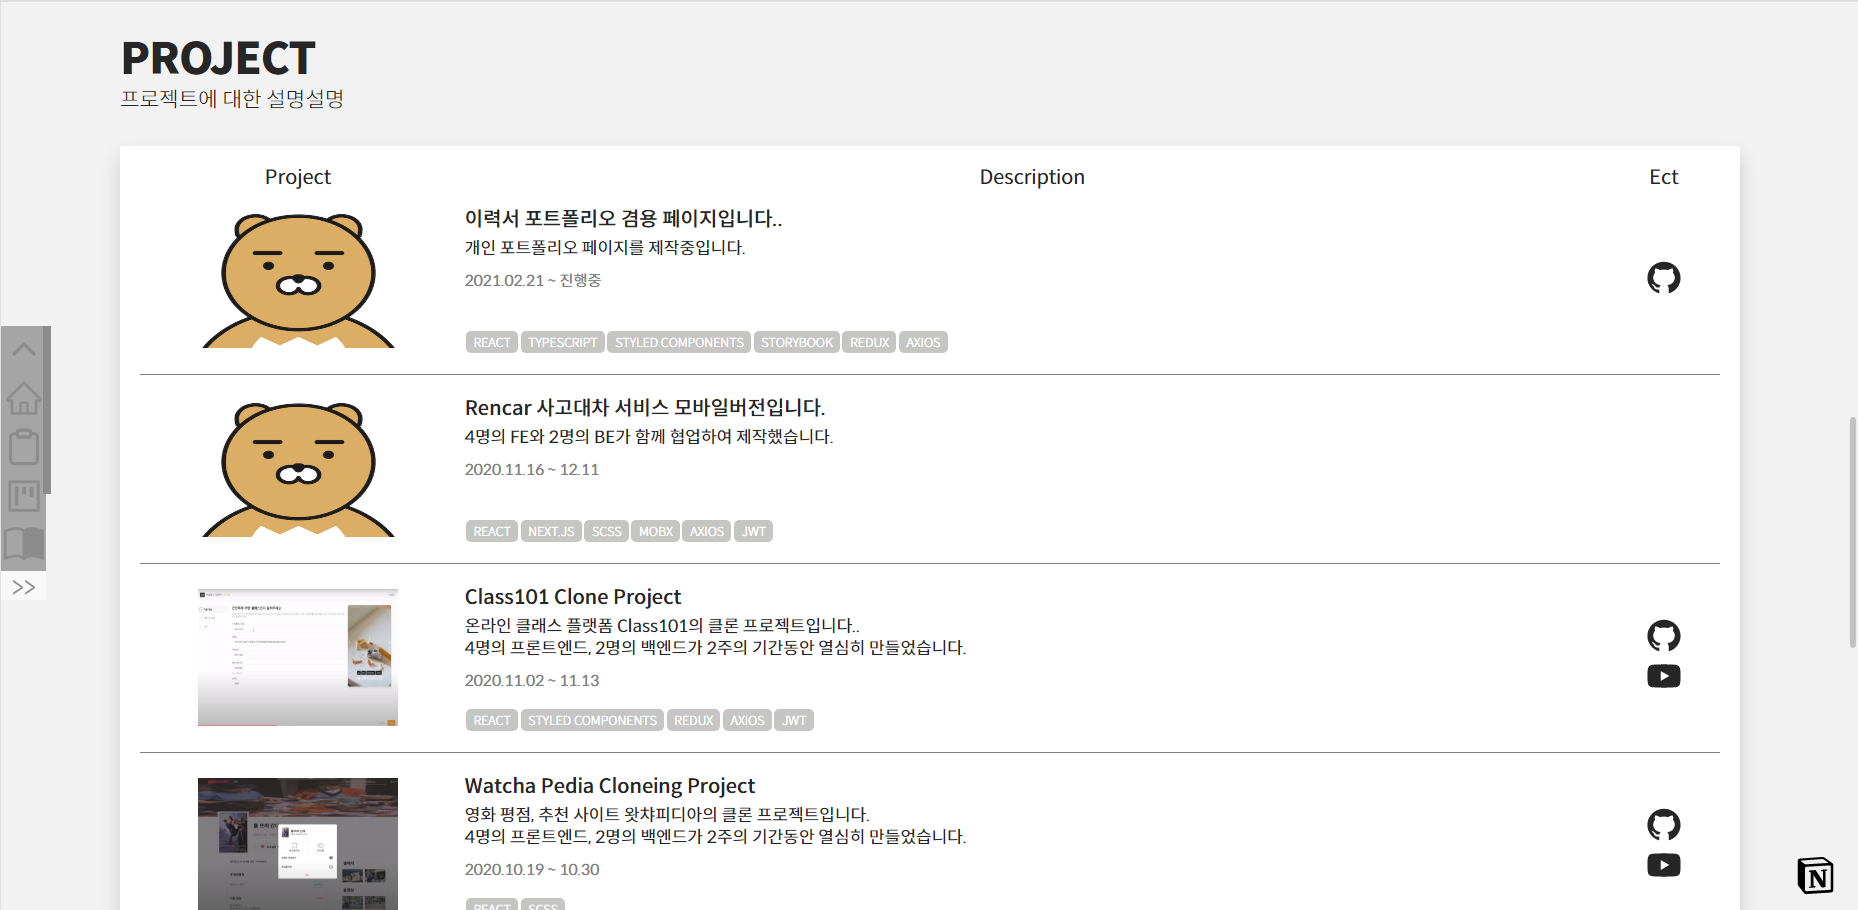 PROJECT
프로젝트에 대한 설명설명
Project Description Ect
이력서 포트폴리오 겸용 페이지입니다..
개인 포트폴리오 페이지를 제작중입니다.
2021.02.21 ~ 진행중
REACT TYPESCRIPT STYLED COMPONENTS STORYBOOK REDUX AXIOS
Rencar 사고대차 서비스 모바일버전입니다.
4명의 FE와 2명의 BE가 함께 협업하여 제작했습니다.
2020.11.16 ~ 12.11
REACT NEXT.JS SCSS MOBX AXIOS JWT
>>
Class101 Clone Project
온라인 클래스 플랫폼 Class101의 클론 프로젝트입니다..
4명의 프론트엔드, 2명의 백엔드가 2주의 기간동안 열심히 만들었습니다.
2020.11.02 ~ 11.13
REACT STYLED COMPONENTS REDUX AXIOS JWT
Watcha Pedia Cloneing Project
영화 평점, 추천 사이트 왓챠피디아의 클론 프로젝트입니다.
4명의 프론트엔드, 2명의 백엔드가 2주의 기간동안 열심히 만들었습니다.
2020.10.19 ~ 10.30
REACT SCSS
N